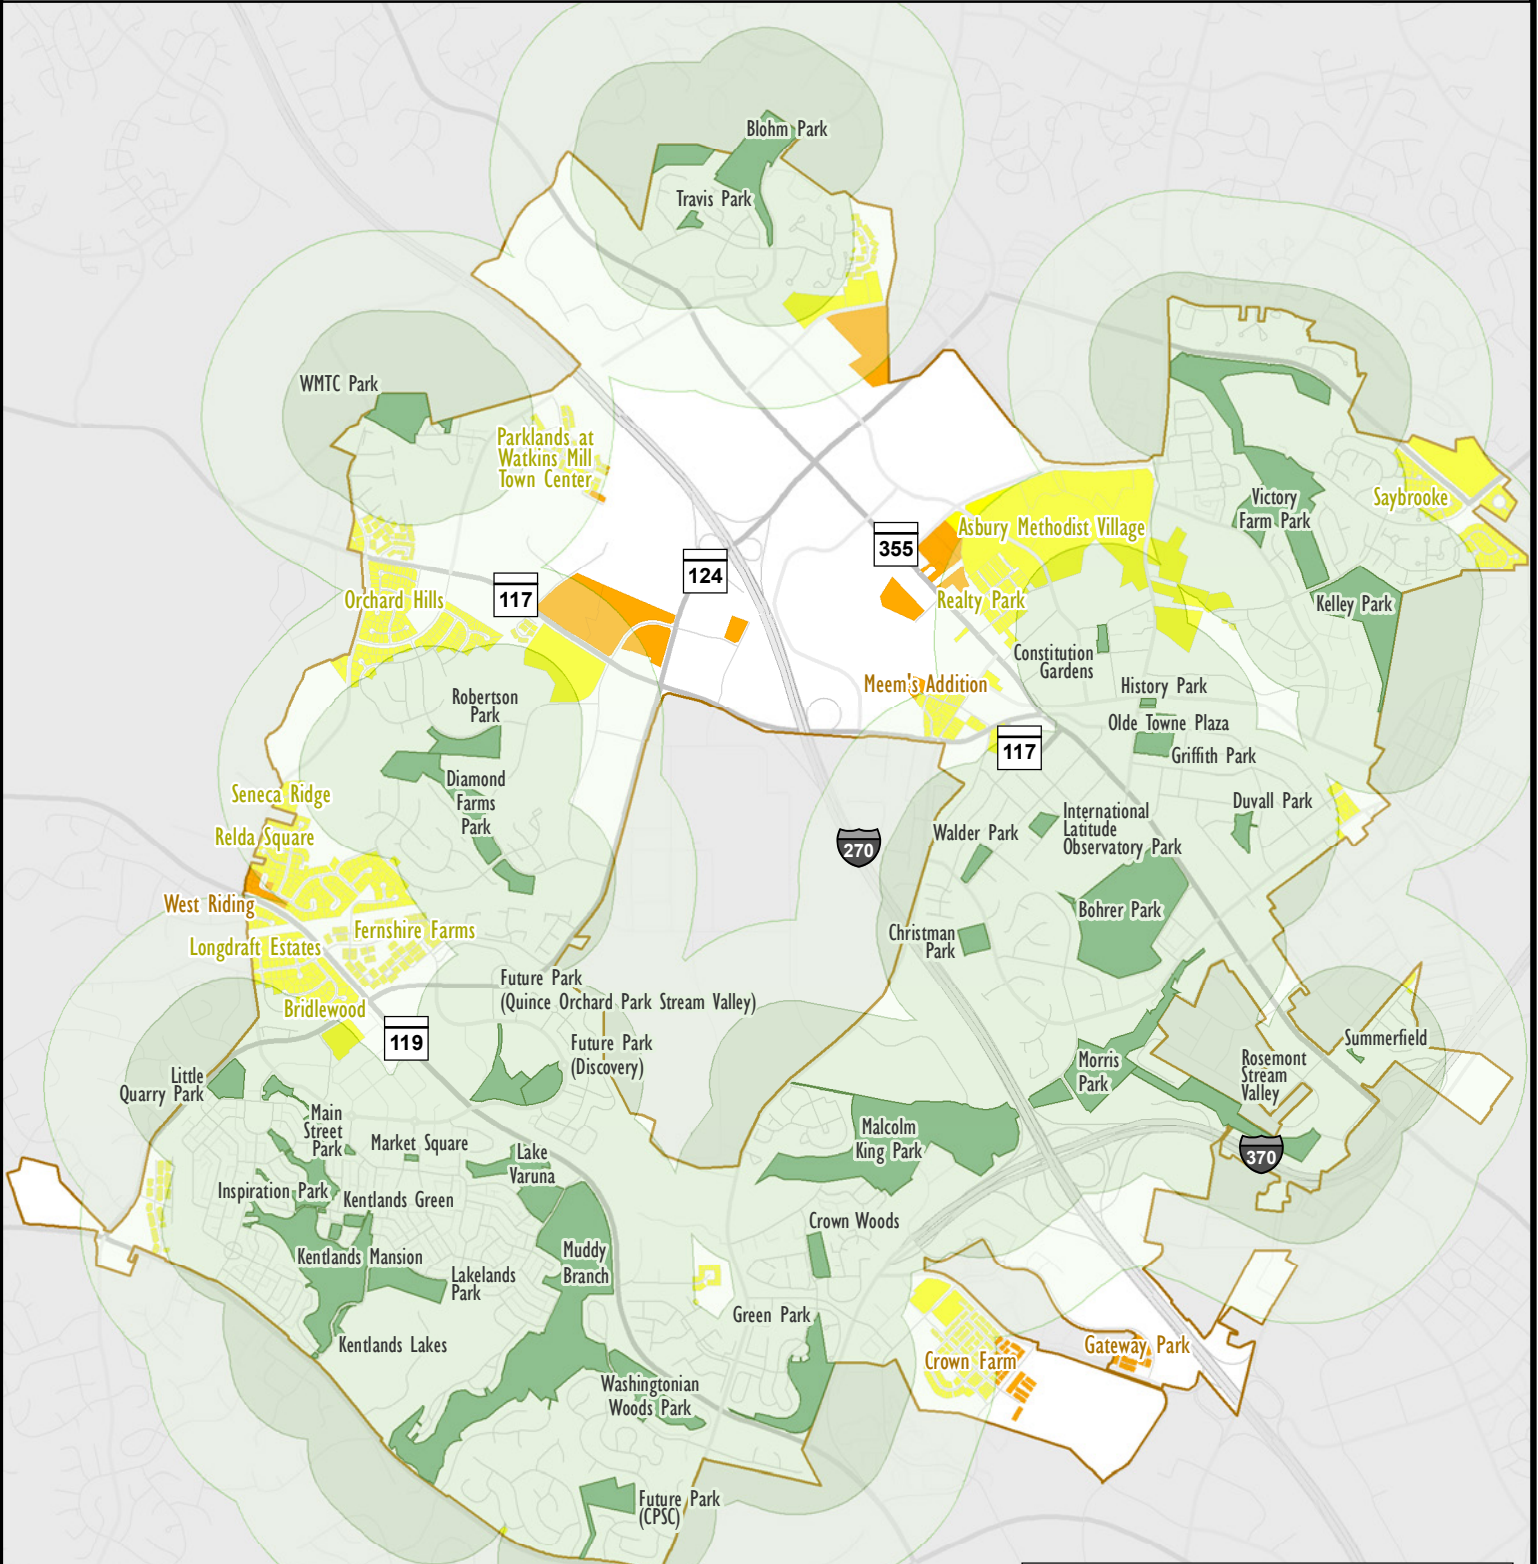 Blohm Park
Travis Park
WMTC Park
Parklands at
Watkins Mill
Town Center
Victory
Farm Park
Saybrooke
Asbury Methodist Village
355
124
117
Orchard Hills
Realty Park
Kelley Park
Constitution
Gardens
Meem's Addition
History Park
Robertson
Park
Olde Towne Plaza
117
Griffith Park
Diamond
Farms
Park
Seneca Ridge
Duvall Park
International
Latitude
Observatory Park
Relda Square
Walder Park
270
West Riding
Bohrer Park
Fernshire Farms
Longdraft Estates
Christman
Park
Future Park
(Quince Orchard Park Stream Valley)
Bridlewood
119
Future Park
(Discovery)
Summerfield
Rosemont
Stream
Valley
Morris
Park
Little
Quarry Park
Main
Street
Park
Market Square
Malcolm
King Park
Lake
Varuna
370
Inspiration Park
Kentlands Green
Crown Woods
Muddy
Branch
Kentlands Mansion
Lakelands
Park
Green Park
Kentlands Lakes
Gateway Park
Crown Farm
Washingtonian
Woods Park
Future Park
(CPSC)